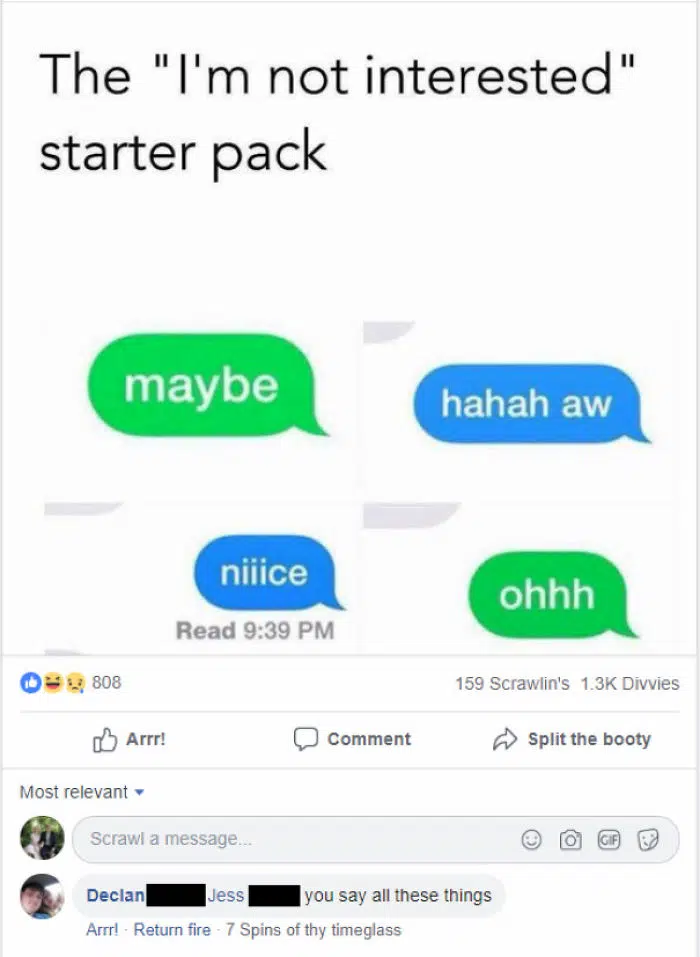 The "I'm not interested"
starter pack
maybe
hahah aw
niiice
Read 9:39 PM
ohhh
808
159 Scrawlin's 1.3K Divvies
Arrr!
Comment
Split the booty
Most relevant
Scrawl a message...
GIF
Declan Jess you say all these things
Arrr! · Return fire · 7 Spins of thy timeglass